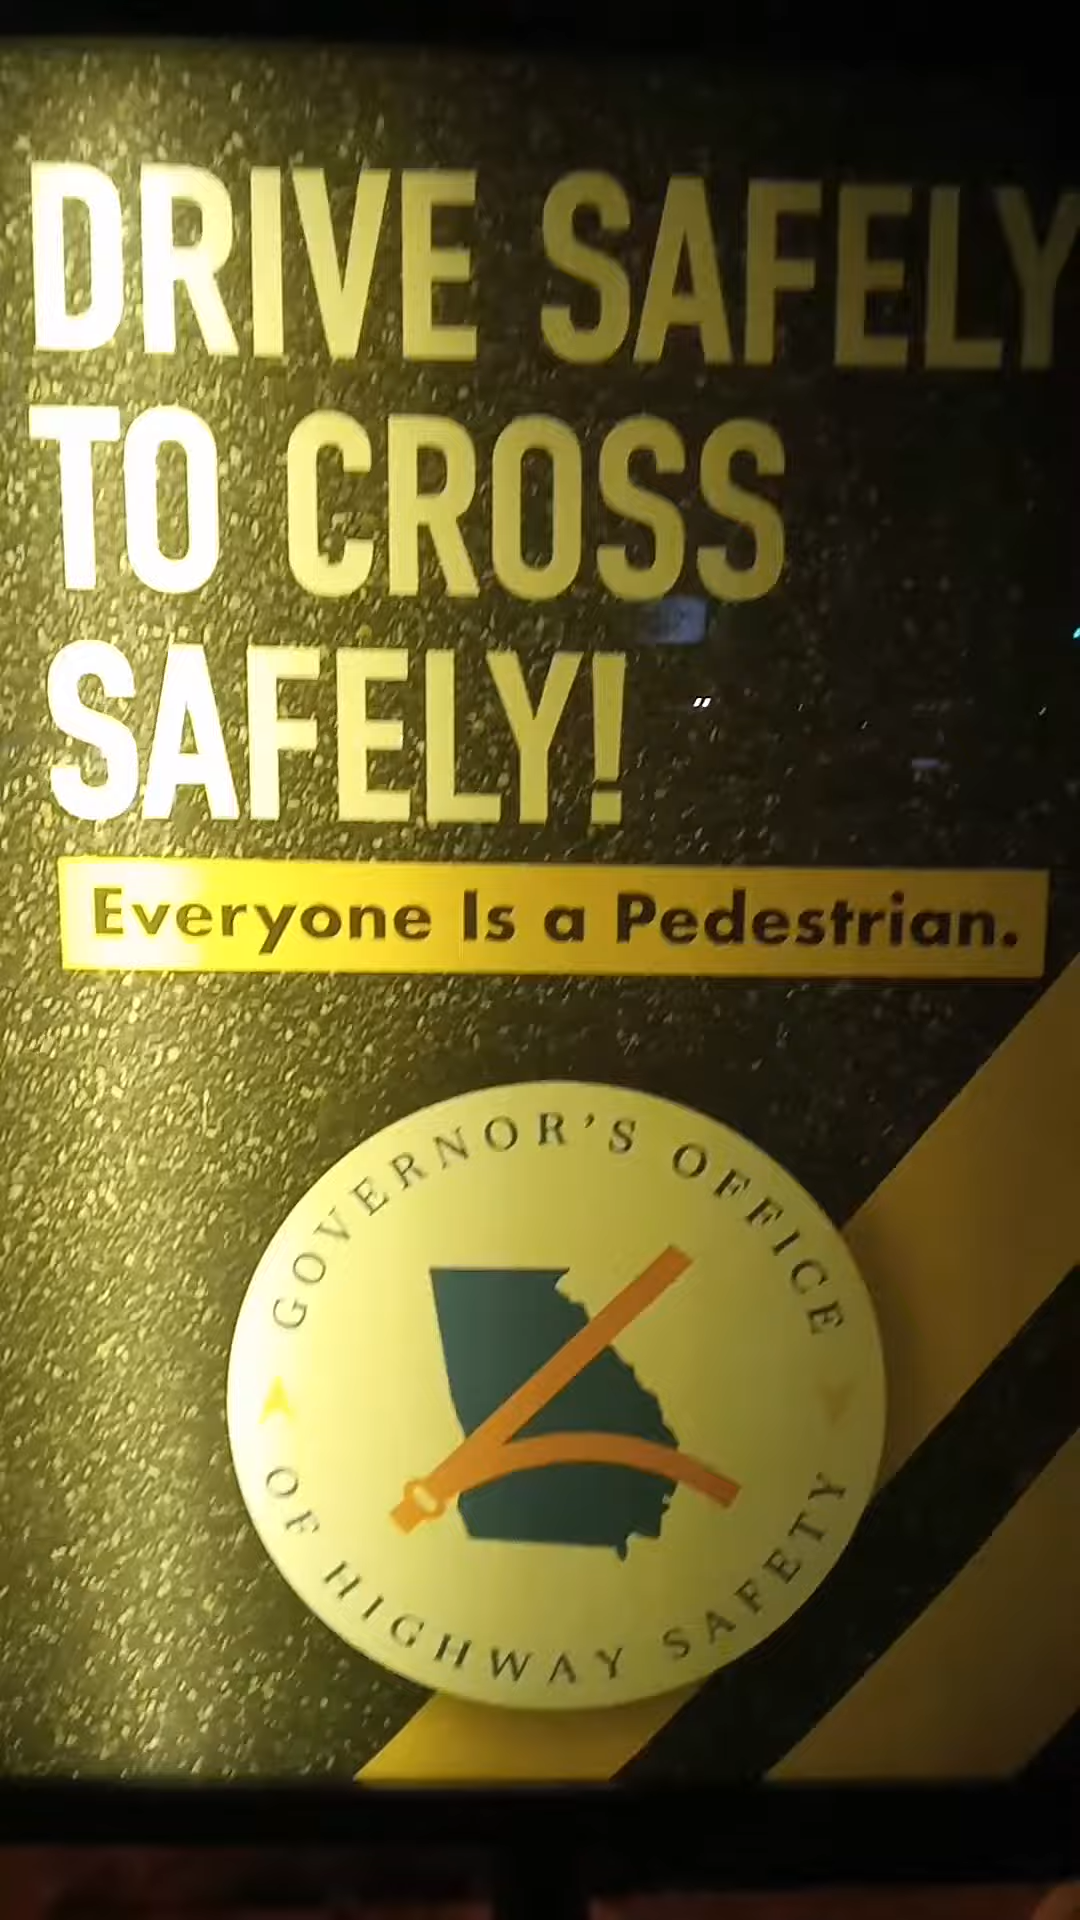 DRIVE SAFELY
TO CROSS
SAFELY!
Everyone Is a Pedestrian.
GOVERNOR'S OFFICE
OF HIGHWAY SAFETY